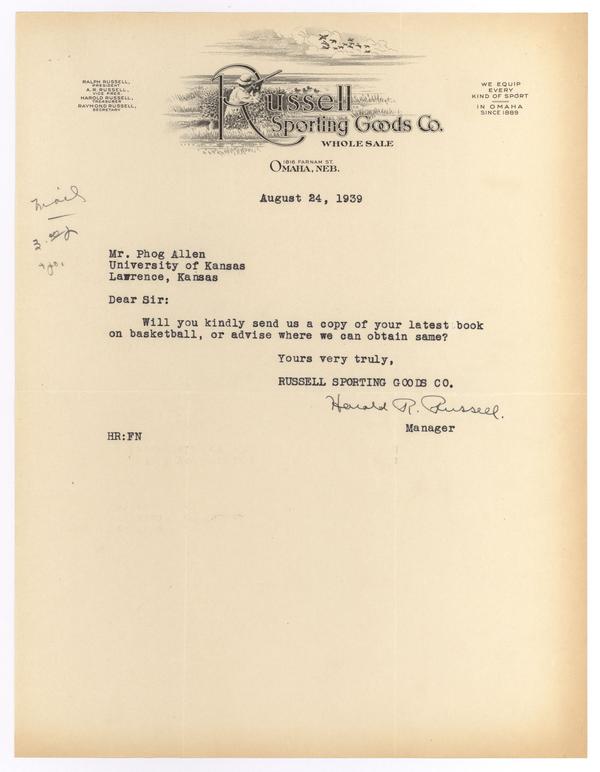 RALPH RUSSELL,
PRESIDENT
A.R. RUSSELL,
VICE PRES.
HAROLD RUSSELL,
TREASURER
RAYMOND RUSSELL,
SECRETARY
Russell
Sporting Goods Co.
WHOLESALE
1816 FARNAM ST.
OMAHA, NEB.
WE EQUIP
EVERY
KIND OF SPORT
IN OMAHA
SINCE 1889
August 24, 1939
Mail
Mr. Phog Allen
University of Kansas
Lawrence, Kansas
Dear Sir:
Will you kindly send us a copy of your latest book
on basketball, or advise where we can obtain same?
Yours very truly,
RUSSELL SPORTING GOODS CO.
Harold R. Russell.
Manager
HR:FN